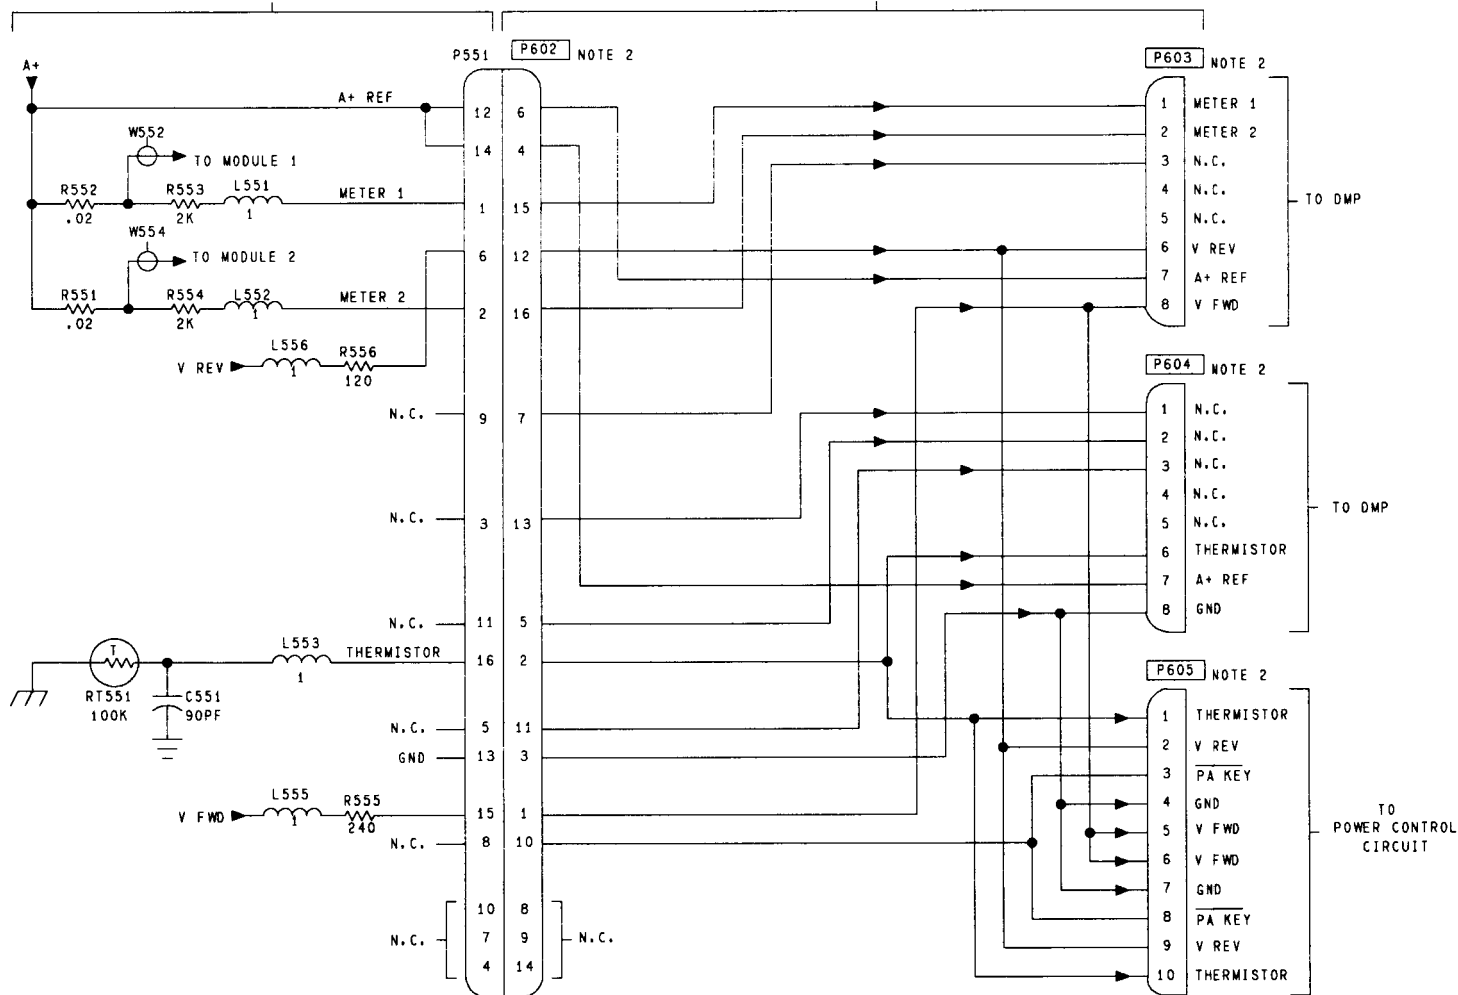 P551 P602 NOTE 2
P603 NOTE 2
A+
A+ REF 12 6
14 4
1 METER 1
2 METER 2
3 N.C.
4 N.C.
5 N.C.
6 V REV
7 A+ REF
8 V FWD
TO DMP
W552
TO MODULE 1
R552 .02
R553 2K
L551 1
METER 1 1 15
W554
TO MODULE 2
6 12
R551 .02
R554 2K
L552 1
METER 2 2 16
V REV
L556 1
R556 120
N.C. 9 7
P604 NOTE 2
1 N.C.
2 N.C.
3 N.C.
4 N.C.
5 N.C.
6 THERMISTOR
7 A+ REF
8 GND
TO DMP
N.C. 3 13
N.C. 11 5
T
RT551 100K
C551 90PF
L553 1
THERMISTOR 16 2
N.C. 5 11
GND 13 3
V FWD
L555 1
R555 240
15 1
N.C. 8 10
10 8
N.C. 7 9 N.C.
4 14
P605 NOTE 2
1 THERMISTOR
2 V REV
3 PA KEY
4 GND
5 V FWD
6 V FWD
7 GND
8 PA KEY
9 V REV
10 THERMISTOR
TO
POWER CONTROL
CIRCUIT